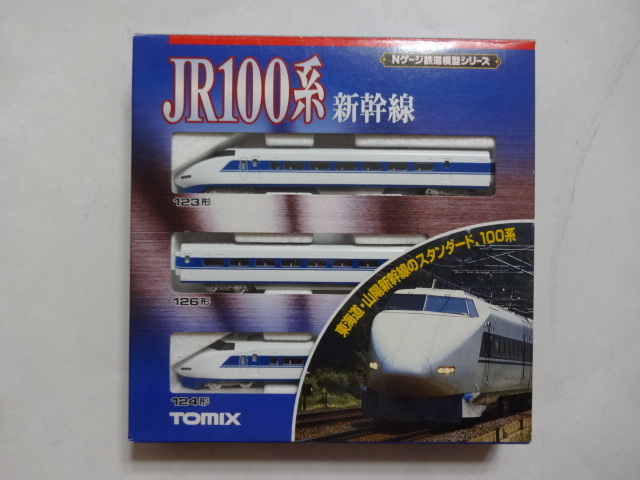 Nゲージ鉄道模型シリーズ
JR100系
新幹線
123形
126形
東海道・山陽新幹線のスタンダード、100系
124形
TOMIX